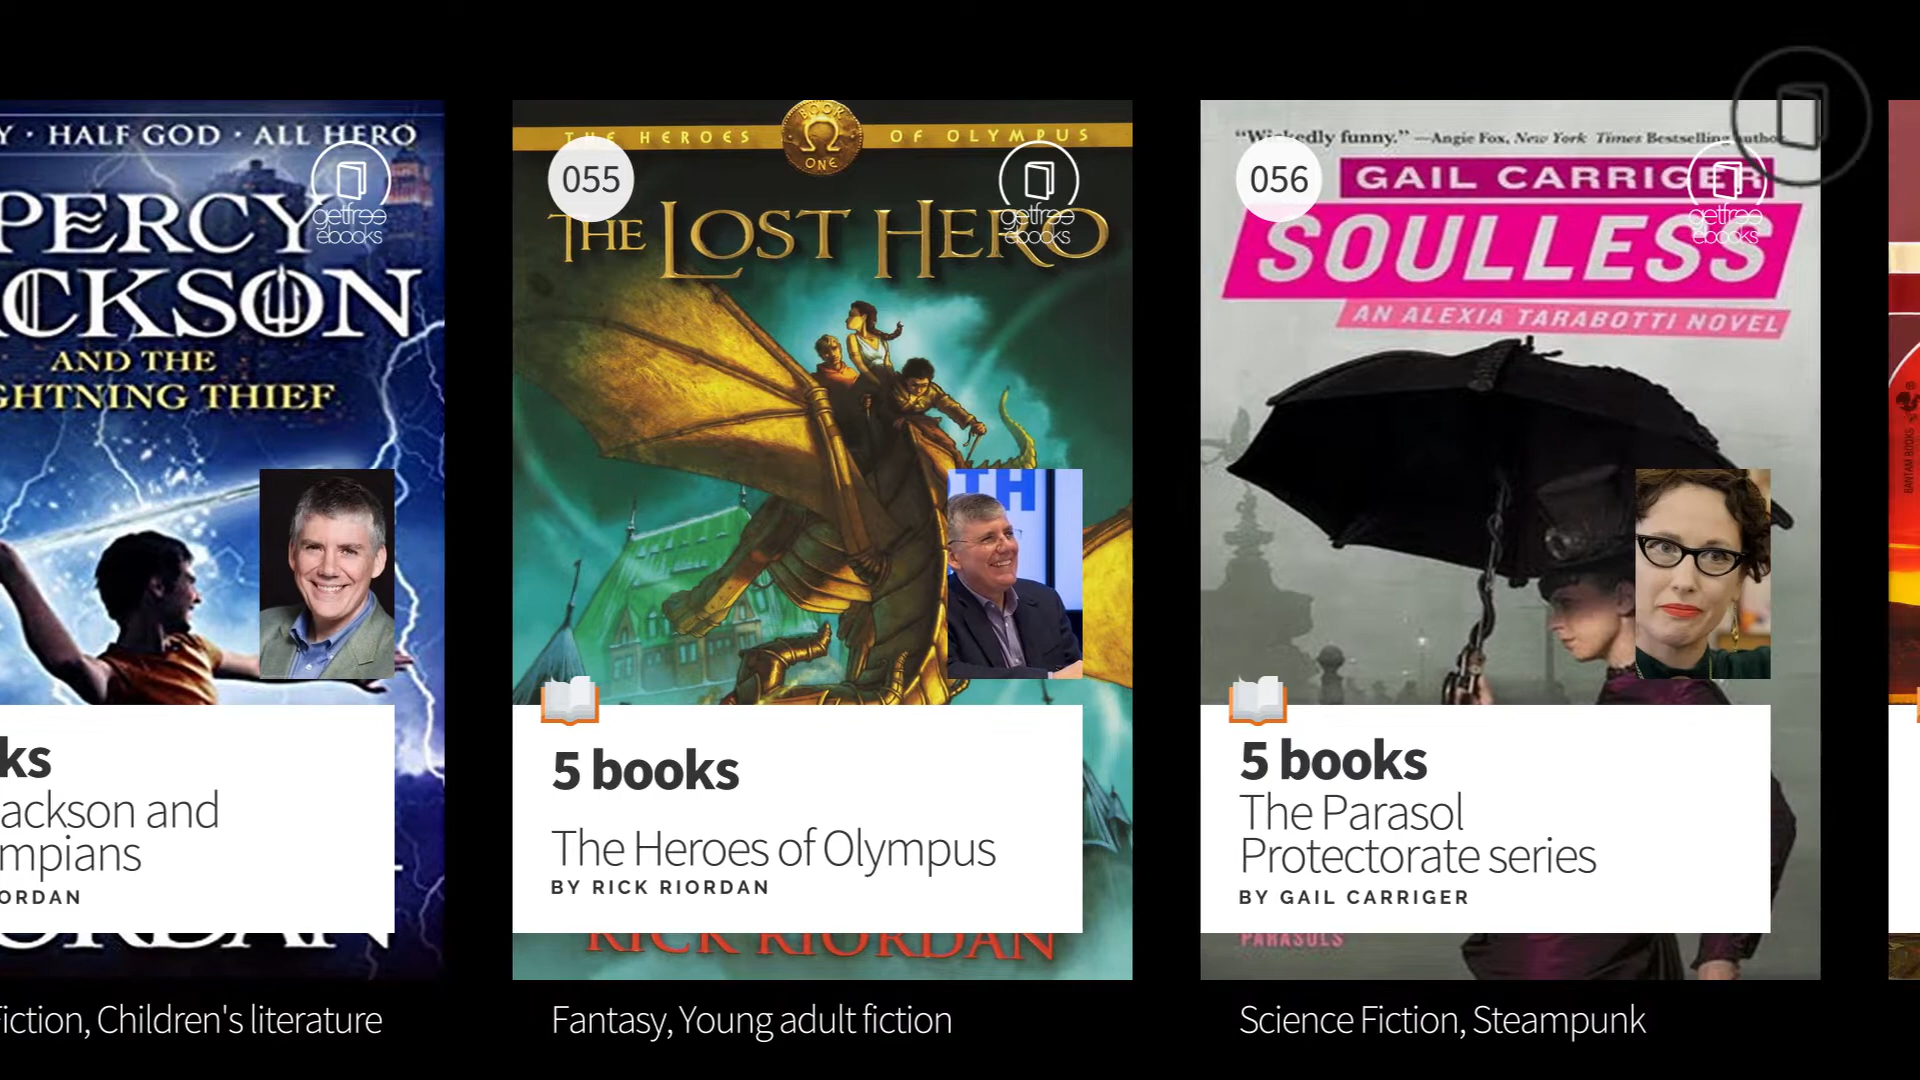 Y · HALF GOD · ALL HERO
getfree
ebooks
PERCY
CKSON
AND THE
GHTNING THIEF
ks
ackson and
mpians
ORDAN
iction, Children's literature
THE HEROES OF OLYMPUS
BOOK
ONE
055
getfree
ebooks
THE LOST HERO
TH
5 books
The Heroes of Olympus
BY RICK RIORDAN
RICK RIORDAN
Fantasy, Young adult fiction
“Wickedly funny.” —Angie Fox, New York Times Bestselling author
056
GAIL CARRIGER
getfree
ebooks
SOULLESS
AN ALEXIA TARABOTTI NOVEL
5 books
The Parasol
Protectorate series
BY GAIL CARRIGER
PARASOLS
Science Fiction, Steampunk
BANTAM BOOKS